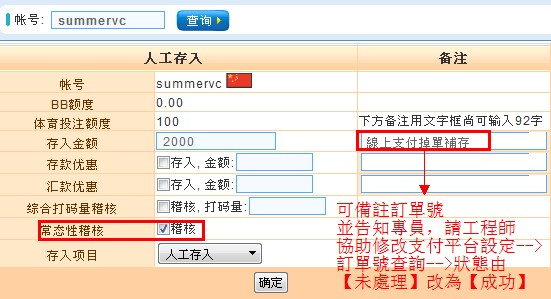 帐号: summervc 查询
人工存入 备注
帐号 summervc
BB额度 0.00
体育投注额度 100 下方备注用文字框尚可输入92字
存入金额 2000 線上支付掉單補存
存款优惠 存入, 金额:
汇款优惠 存入, 金额:
综合打码量稽核 稽核, 打码量:
常态性稽核 稽核
存入项目 人工存入
确定
可備註訂單號
並告知專員，請工程師
協助修改支付平台設定-->
訂單號查詢-->狀態由
【未處理】改為【成功】